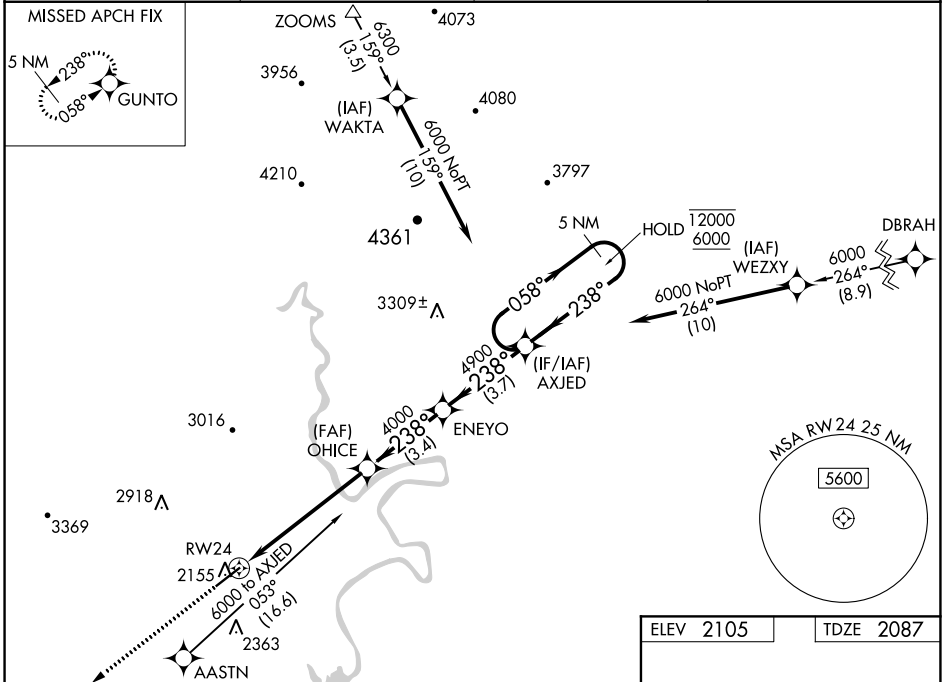 MISSED APCH FIX
5 NM
238°
058°
GUNTO
ZOOMS
6300
159°
(3.5)
4073
3956
(IAF)
WAKTA
4080
6000 NoPT
159°
(10)
4210
3797
4361
5 NM
HOLD
12000
6000
058°
238°
DBRAH
(IAF)
WEZXY
6000
264°
(8.9)
6000 NoPT
264°
(10)
3309±
(IF/IAF)
AXJED
4900
238°
(3.7)
ENEYO
4000
238°
(3.4)
3016
(FAF)
OHICE
2918
3369
RW24
2155
6000 to AXJED
053°
(16.6)
2363
AASTN
MSA RW 24 25 NM
5600
ELEV 2105
TDZE 2087